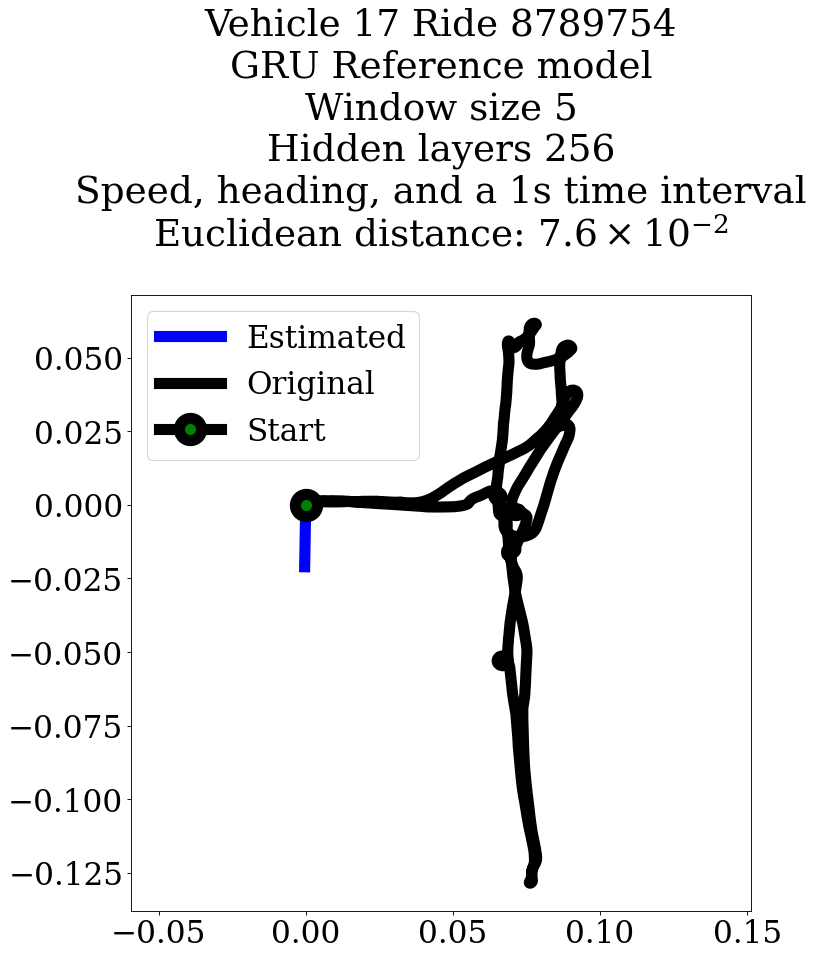 Vehicle 17 Ride 8789754
GRU Reference model
Window size 5
Hidden layers 256
Speed, heading, and a 1s time interval
Euclidean distance: 7.6 × 10⁻²
Estimated
Original
Start
0.050
0.025
0.000
−0.025
−0.050
−0.075
−0.100
−0.125
−0.05 0.00 0.05 0.10 0.15